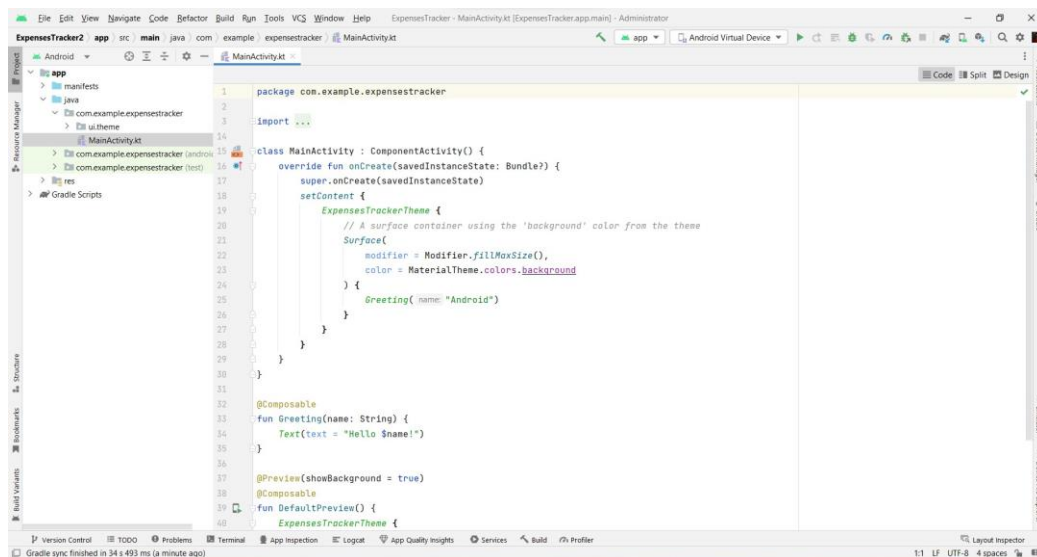 File Edit View Navigate Code Refactor Build Run Tools VCS Window Help ExpensesTracker - MainActivity.kt [ExpensesTracker.app.main] - Administrator
ExpensesTracker2 app src main java com example expensestracker MainActivity.kt app Android Virtual Device
Project
Resource Manager
Structure
Bookmarks
Build Variants
Android
app
manifests
java
com.example.expensestracker
ui.theme
MainActivity.kt
com.example.expensestracker (androi
com.example.expensestracker (test)
res
Gradle Scripts
MainActivity.kt
Code Split Design
1 package com.example.expensestracker
2
3 import ...
14
15 class MainActivity : ComponentActivity() {
16 override fun onCreate(savedInstanceState: Bundle?) {
17 super.onCreate(savedInstanceState)
18 setContent {
19 ExpensesTrackerTheme {
20 // A surface container using the 'background' color from the theme
21 Surface(
22 modifier = Modifier.fillMaxSize(),
23 color = MaterialTheme.colors.background
24 ) {
25 Greeting( name: "Android")
26 }
27 }
28 }
29 }
30 }
31
32 @Composable
33 fun Greeting(name: String) {
34 Text(text = "Hello $name!")
35 }
36
37 @Preview(showBackground = true)
38 @Composable
39 fun DefaultPreview() {
40 ExpensesTrackerTheme {
Version Control TODO Problems Terminal App Inspection Logcat App Quality Insights Services Build Profiler Layout Inspector
Gradle sync finished in 34 s 493 ms (a minute ago) 1:1 LF UTF-8 4 spaces